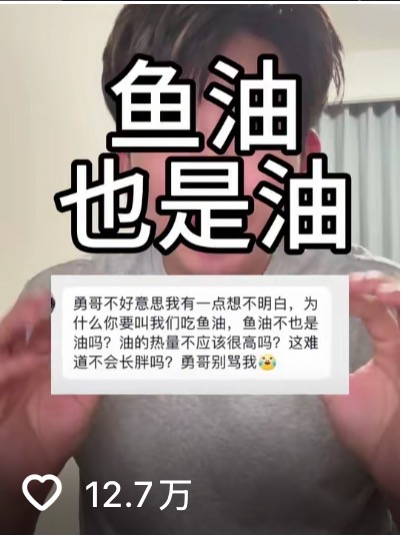 鱼油
也是油
勇哥不好意思我有一点想不明白，为
什么你要叫我们吃鱼油，鱼油不也是
油吗？油的热量不应该很高吗？这难
道不会长胖吗？勇哥别骂我😭
12.7万